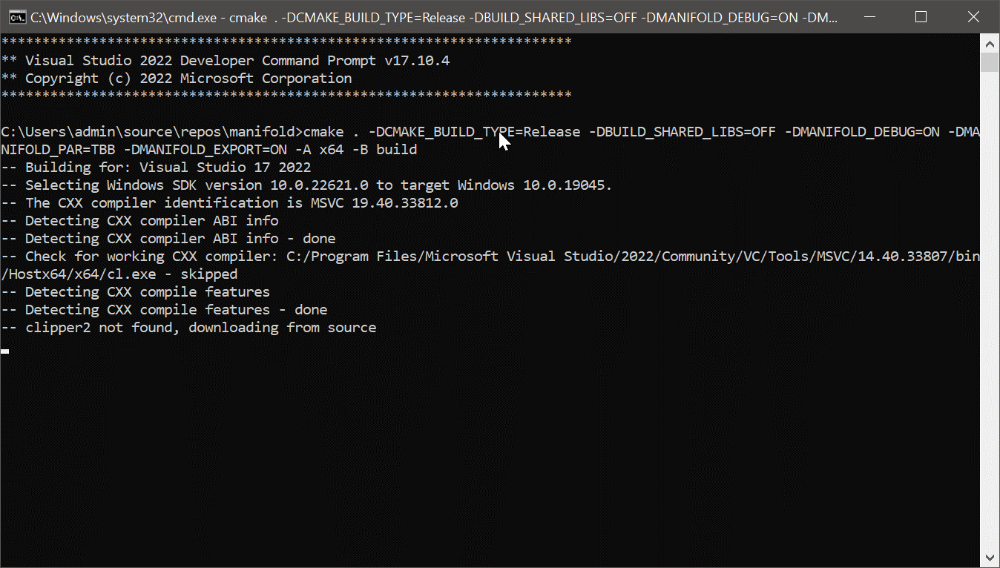 C:\Windows\system32\cmd.exe - cmake  . -DCMAKE_BUILD_TYPE=Release -DBUILD_SHARED_LIBS=OFF -DMANIFOLD_DEBUG=ON -DM...
**********************************************************************
** Visual Studio 2022 Developer Command Prompt v17.10.4
** Copyright (c) 2022 Microsoft Corporation
**********************************************************************
C:\Users\admin\source\repos\manifold>cmake . -DCMAKE_BUILD_TYPE=Release -DBUILD_SHARED_LIBS=OFF -DMANIFOLD_DEBUG=ON -DMA
NIFOLD_PAR=TBB -DMANIFOLD_EXPORT=ON -A x64 -B build
-- Building for: Visual Studio 17 2022
-- Selecting Windows SDK version 10.0.22621.0 to target Windows 10.0.19045.
-- The CXX compiler identification is MSVC 19.40.33812.0
-- Detecting CXX compiler ABI info
-- Detecting CXX compiler ABI info - done
-- Check for working CXX compiler: C:/Program Files/Microsoft Visual Studio/2022/Community/VC/Tools/MSVC/14.40.33807/bin
/Hostx64/x64/cl.exe - skipped
-- Detecting CXX compile features
-- Detecting CXX compile features - done
-- clipper2 not found, downloading from source